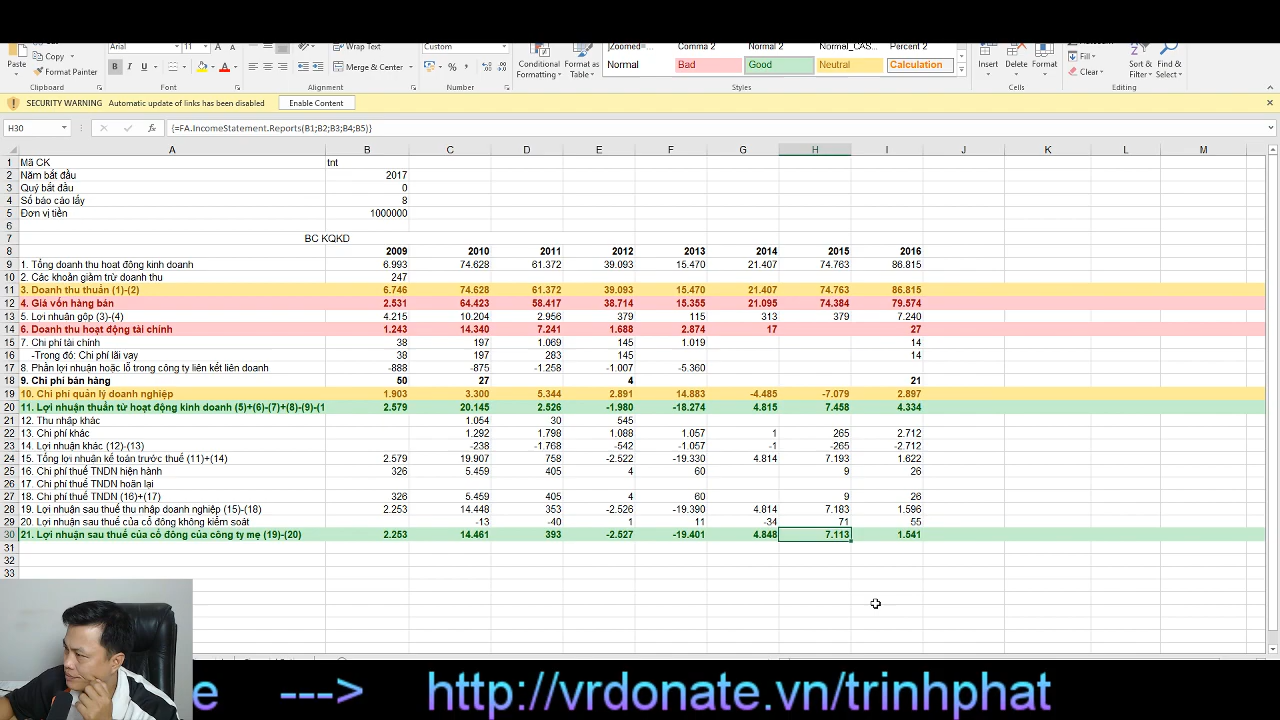 Copy
Format Painter
Paste
Arial 11
B I U
Wrap Text
Merge & Center
Custom
% ,
Conditional Formatting
Format as Table
[Zoomed=... Comma 2 Normal 2 Normal_CAS... Percent 2
Normal Bad Good Neutral Calculation
Insert Delete Format
Fill
Clear
Sort & Filter
Find & Select
Font Alignment Number Styles Cells Editing
SECURITY WARNING Automatic update of links has been disabled Enable Content
H30 fx {=FA.IncomeStatement.Reports(B1;B2;B3;B4;B5)}
A B C D E F G H I J K L M
1 Mã CK tnt
2 Năm bắt đầu 2017
3 Quý bắt đầu 0
4 Số báo cáo lấy 8
5 Đơn vị tiền 1000000
6
7 BC KQKD
8 2009 2010 2011 2012 2013 2014 2015 2016
9 1. Tổng doanh thu hoạt động kinh doanh 6.993 74.628 61.372 39.093 15.470 21.407 74.763 86.815
10 2. Các khoản giảm trừ doanh thu 247
11 3. Doanh thu thuần (1)-(2) 6.746 74.628 61.372 39.093 15.470 21.407 74.763 86.815
12 4. Giá vốn hàng bán 2.531 64.423 58.417 38.714 15.355 21.095 74.384 79.574
13 5. Lợi nhuận gộp (3)-(4) 4.215 10.204 2.956 379 115 313 379 7.240
14 6. Doanh thu hoạt động tài chính 1.243 14.340 7.241 1.688 2.874 17 27
15 7. Chi phí tài chính 38 197 1.069 145 1.019 14
16 -Trong đó: Chi phí lãi vay 38 197 283 145 14
17 8. Phần lợi nhuận hoặc lỗ trong công ty liên kết liên doanh -888 -875 -1.258 -1.007 -5.360
18 9. Chi phí bán hàng 50 27 4 21
19 10. Chi phí quản lý doanh nghiệp 1.903 3.300 5.344 2.891 14.883 -4.485 -7.079 2.897
20 11. Lợi nhuận thuần từ hoạt động kinh doanh (5)+(6)-(7)+(8)-(9)-(1 2.579 20.145 2.526 -1.980 -18.274 4.815 7.458 4.334
21 12. Thu nhập khác 1.054 30 545
22 13. Chi phí khác 1.292 1.798 1.088 1.057 1 265 2.712
23 14. Lợi nhuận khác (12)-(13) -238 -1.768 -542 -1.057 -1 -265 -2.712
24 15. Tổng lợi nhuận kế toán trước thuế (11)+(14) 2.579 19.907 758 -2.522 -19.330 4.814 7.193 1.622
25 16. Chi phí thuế TNDN hiện hành 326 5.459 405 4 60 9 26
26 17. Chi phí thuế TNDN hoãn lại
27 18. Chi phí thuế TNDN (16)+(17) 326 5.459 405 4 60 9 26
28 19. Lợi nhuận sau thuế thu nhập doanh nghiệp (15)-(18) 2.253 14.448 353 -2.526 -19.390 4.814 7.183 1.596
29 20. Lợi nhuận sau thuế của cổ đông không kiểm soát -13 -40 1 11 -34 71 55
30 21. Lợi nhuận sau thuế của cổ đông của công ty mẹ (19)-(20) 2.253 14.461 393 -2.527 -19.401 4.848 7.113 1.541
31
32
33
e ---> http://vrdonate.vn/trinhphat